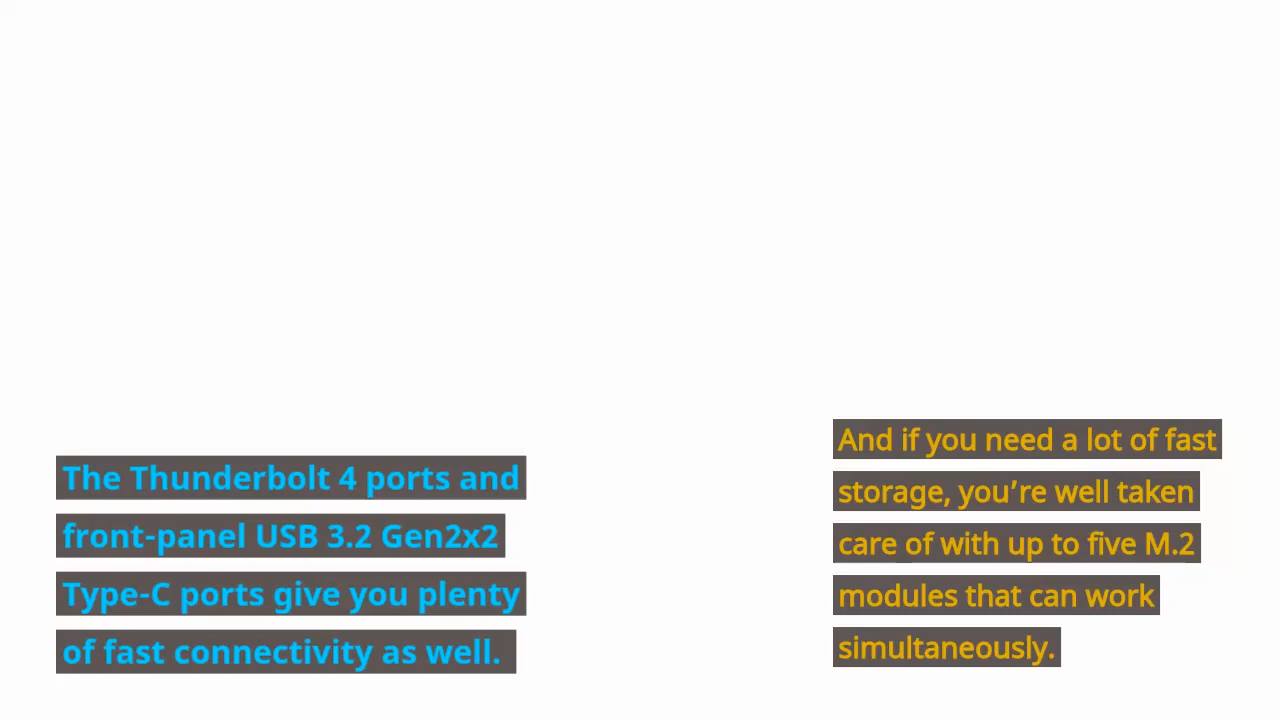 The Thunderbolt 4 ports and
front-panel USB 3.2 Gen2x2
Type-C ports give you plenty
of fast connectivity as well.
And if you need a lot of fast
storage, you’re well taken
care of with up to five M.2
modules that can work
simultaneously.